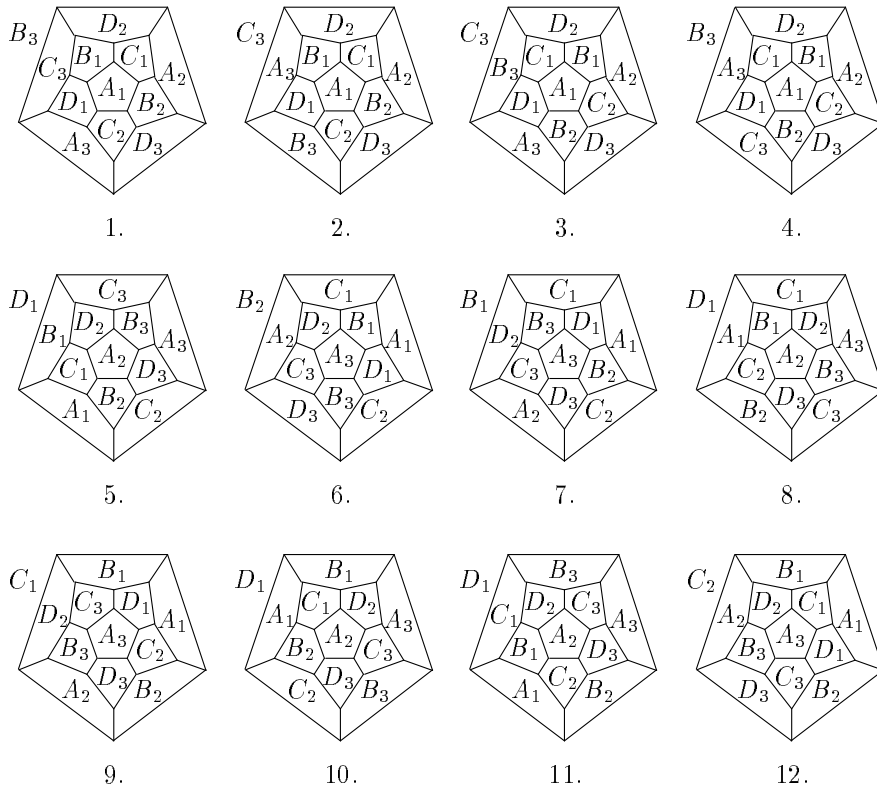 D₂ D₂ D₂ D₂
B₃ C₃ C₃ B₃
B₁ C₁ B₁ C₁ C₁ B₁ C₁ B₁
C₃ A₂ A₃ A₂ B₃ A₂ A₃ A₂
A₁ A₁ A₁ A₁
D₁ B₂ D₁ B₂ D₁ C₂ D₁ C₂
C₂ C₂ B₂ B₂
A₃ D₃ B₃ D₃ A₃ D₃ C₃ D₃
1. 2. 3. 4.
C₃ C₁ C₁ C₁
D₁ B₂ B₁ D₁
D₂ B₃ D₂ B₁ B₃ D₁ B₁ D₂
B₁ A₃ A₂ A₁ D₂ A₁ A₁ A₃
A₂ A₃ A₃ A₂
C₁ D₃ C₃ D₁ C₃ B₂ C₂ B₃
B₂ B₃ D₃ D₃
A₁ C₂ D₃ C₂ A₂ C₂ B₂ C₃
5. 6. 7. 8.
B₁ B₁ B₃ B₁
C₁ D₁ D₁ C₂
C₃ D₁ C₁ D₂ D₂ C₃ D₂ C₁
D₂ A₁ A₁ A₃ C₁ A₃ A₂ A₁
A₃ A₂ A₂ A₃
B₃ C₂ B₂ C₃ B₁ D₃ B₃ D₁
D₃ D₃ C₂ C₃
A₂ B₂ C₂ B₃ A₁ B₂ D₃ B₂
9. 10. 11. 12.